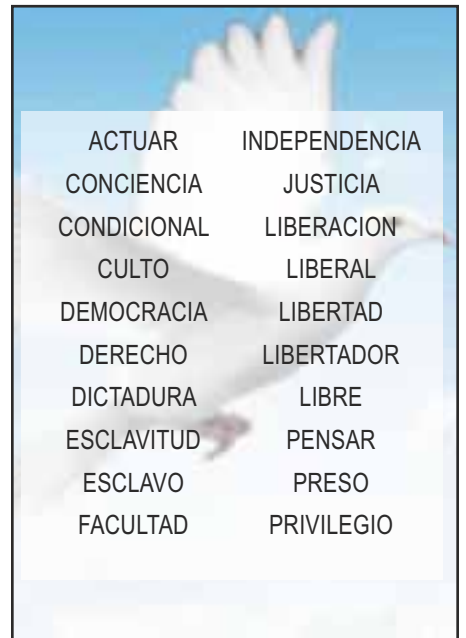 ACTUAR INDEPENDENCIA
CONCIENCIA JUSTICIA
CONDICIONAL LIBERACION
CULTO LIBERAL
DEMOCRACIA LIBERTAD
DERECHO LIBERTADOR
DICTADURA LIBRE
ESCLAVITUD PENSAR
ESCLAVO PRESO
FACULTAD PRIVILEGIO